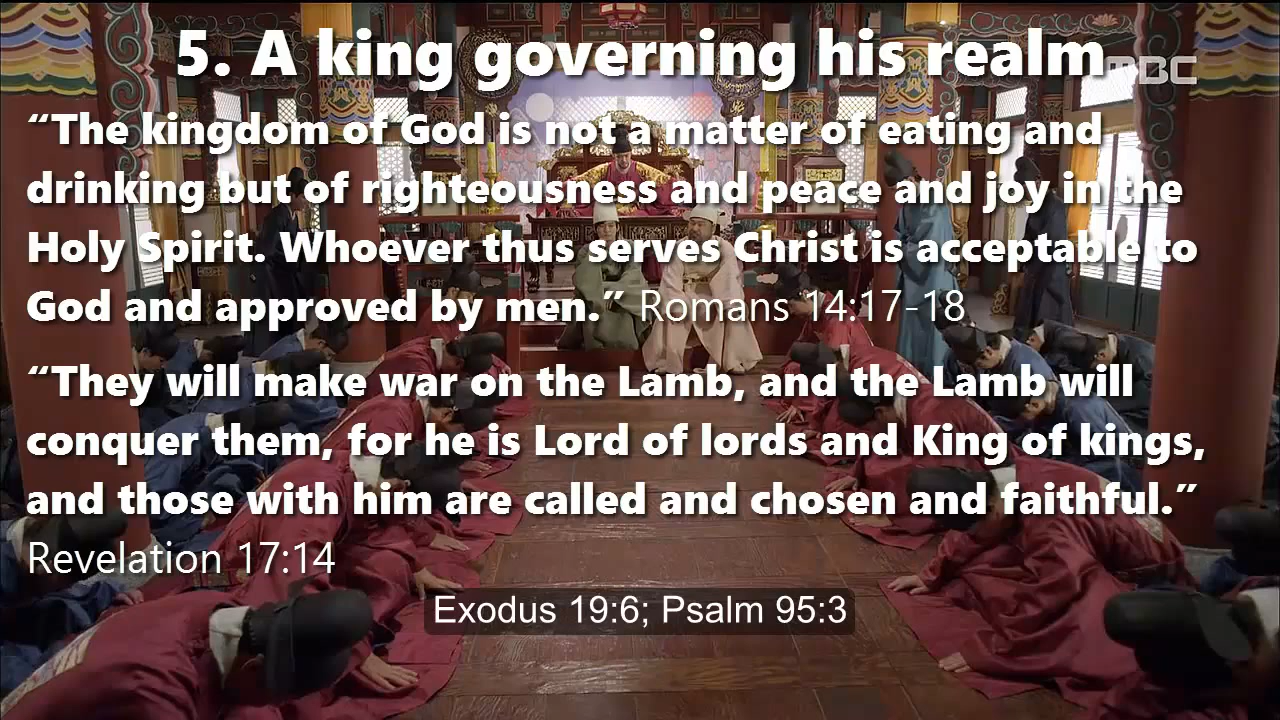 5. A king governing his realm
MBC
“The kingdom of God is not a matter of eating and
drinking but of righteousness and peace and joy in the
Holy Spirit. Whoever thus serves Christ is acceptable to
God and approved by men.” Romans 14:17-18
“They will make war on the Lamb, and the Lamb will
conquer them, for he is Lord of lords and King of kings,
and those with him are called and chosen and faithful.”
Revelation 17:14
Exodus 19:6; Psalm 95:3